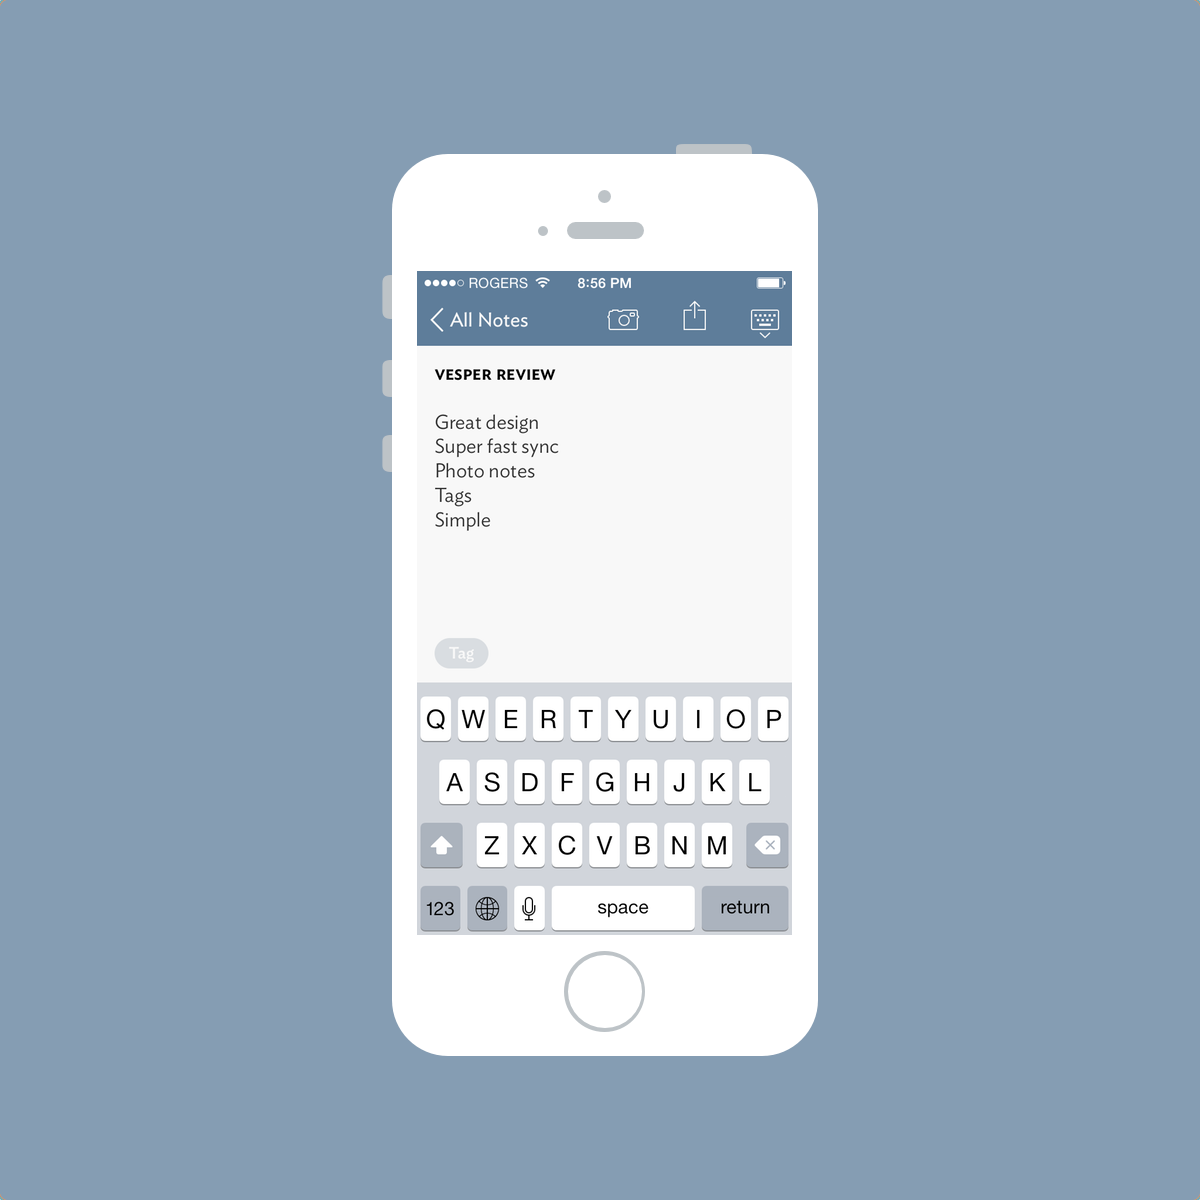 ROGERS 8:56 PM
All Notes
VESPER REVIEW
Great design
Super fast sync
Photo notes
Tags
Simple
Tag
Q W E R T Y U I O P
A S D F G H J K L
Z X C V B N M
123 space return